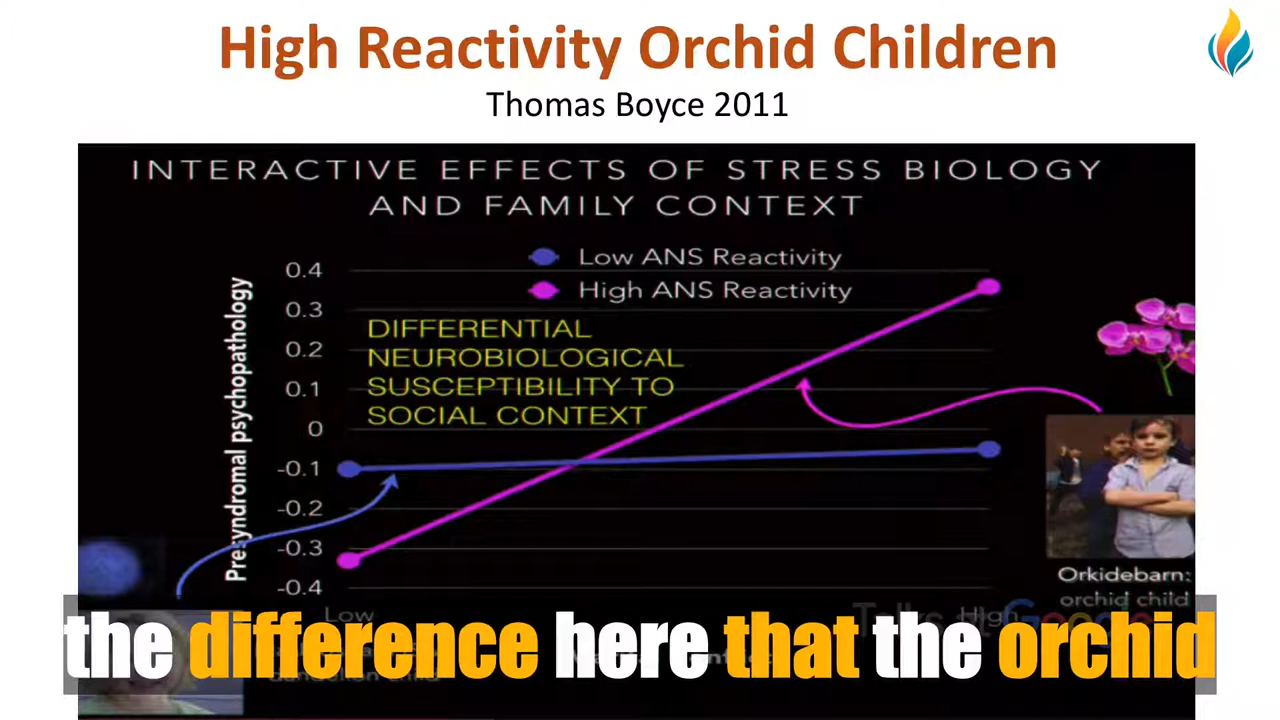 High Reactivity Orchid Children
Thomas Boyce 2011
INTERACTIVE EFFECTS OF STRESS BIOLOGY
AND FAMILY CONTEXT
Low ANS Reactivity
High ANS Reactivity
Presyndromal psychopathology
0.4
0.3
0.2
0.1
0
-0.1
-0.2
-0.3
-0.4
DIFFERENTIAL
NEUROBIOLOGICAL
SUSCEPTIBILITY TO
SOCIAL CONTEXT
Orkidebarn:
orchid child
Low
High
the difference here that the orchid